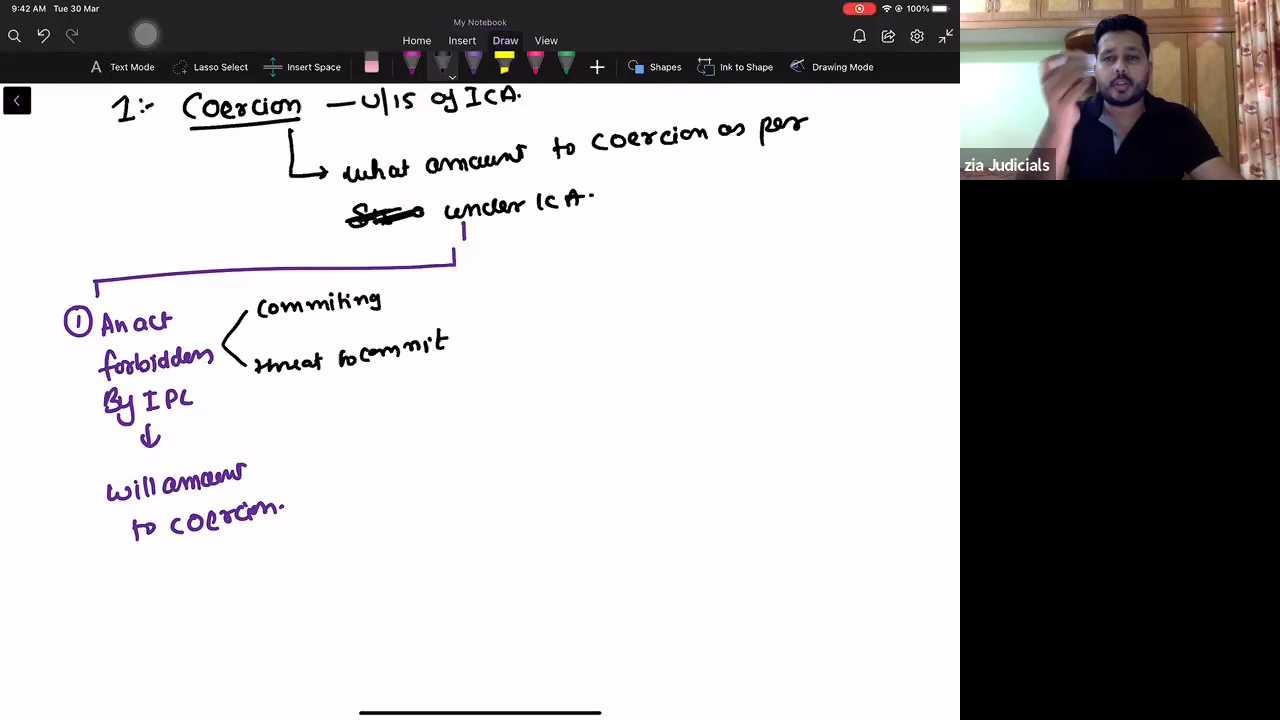 9:42 AM Tue 30 Mar
100%
My Notebook
Home Insert Draw View
A Text Mode Lasso Select Insert Space Shapes Ink to Shape Drawing Mode
1:- Coercion — U/15 of ICA.
what amount to coercion as per
under ICA.
① An act
forbidden
By IPC
commiting
threat to commit
will amount
to coercion.
zia Judicials